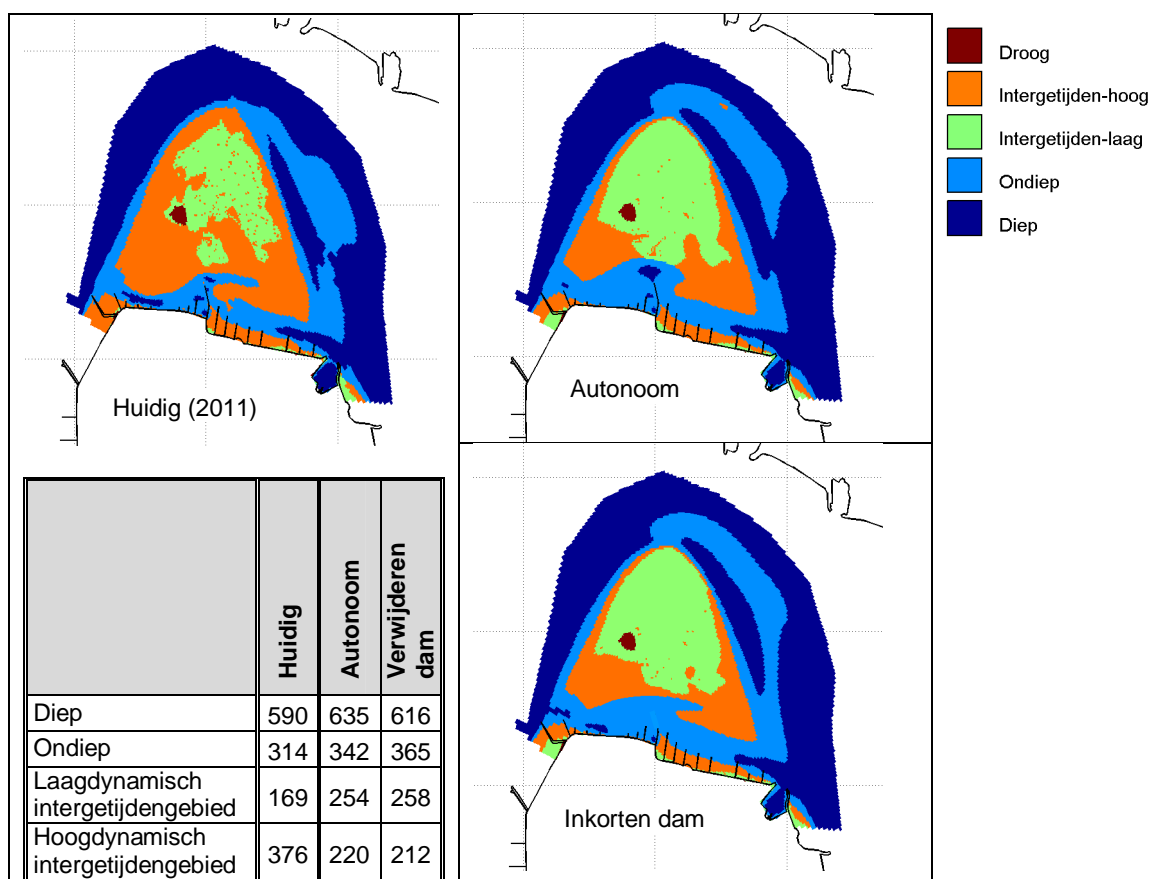 Droog
Intergetijden-hoog
Intergetijden-laag
Ondiep
Diep
Huidig (2011)
Autonoom
Huidig
Autonoom
Verwijderen
dam
Diep 590 635 616
Ondiep 314 342 365
Laagdynamisch
intergetijdengebied 169 254 258
Hoogdynamisch
intergetijdengebied 376 220 212
Inkorten dam